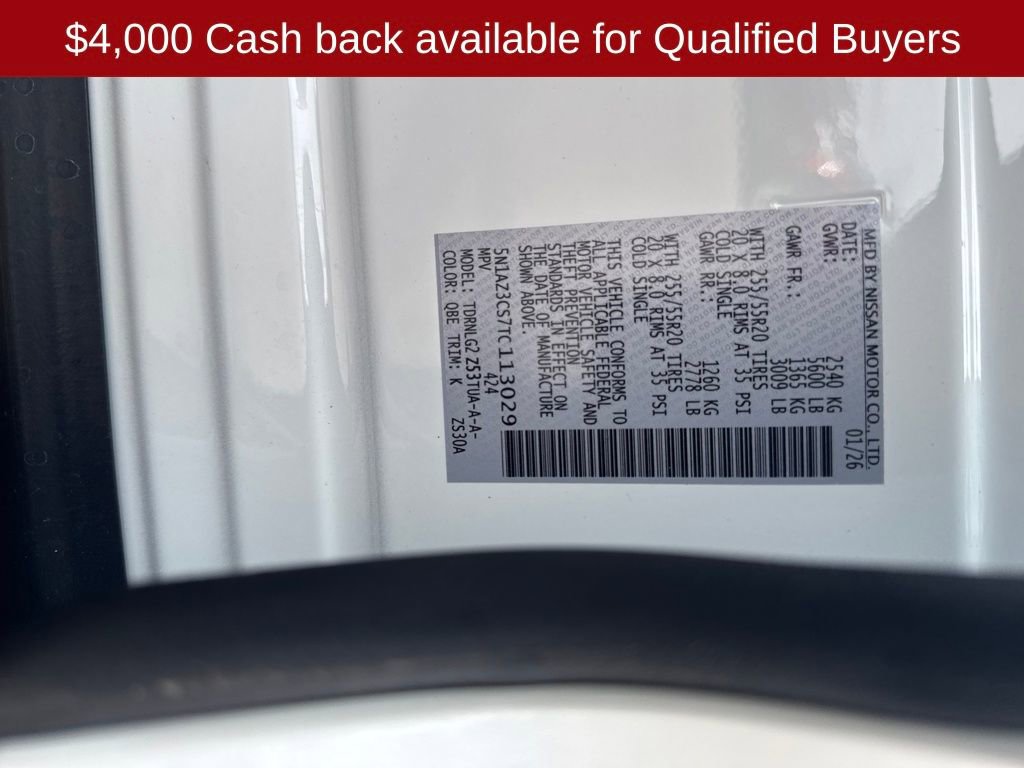 $4,000 Cash back available for Qualified Buyers
MFD BY NISSAN MOTOR CO., LTD.
DATE: 01/26
GVWR: 2540 KG
5600 LB
GAWR FR.: 1365 KG
3009 LB
WITH 255/55R20 TIRES
20 X 8.0 RIMS AT 35 PSI
COLD SINGLE
GAWR RR.: 1260 KG
2778 LB
WITH 255/55R20 TIRES
20 X 8.0 RIMS AT 35 PSI
COLD SINGLE
THIS VEHICLE CONFORMS TO
ALL APPLICABLE FEDERAL
MOTOR VEHICLE SAFETY AND
THEFT PREVENTION
STANDARDS IN EFFECT ON
THE DATE OF MANUFACTURE
SHOWN ABOVE.
5N1AZ3CS7TC113029
MPV 424
MODEL: TDRNLG2 Z53TUA-A-A-
COLOR: QBE TRIM: K Z530A